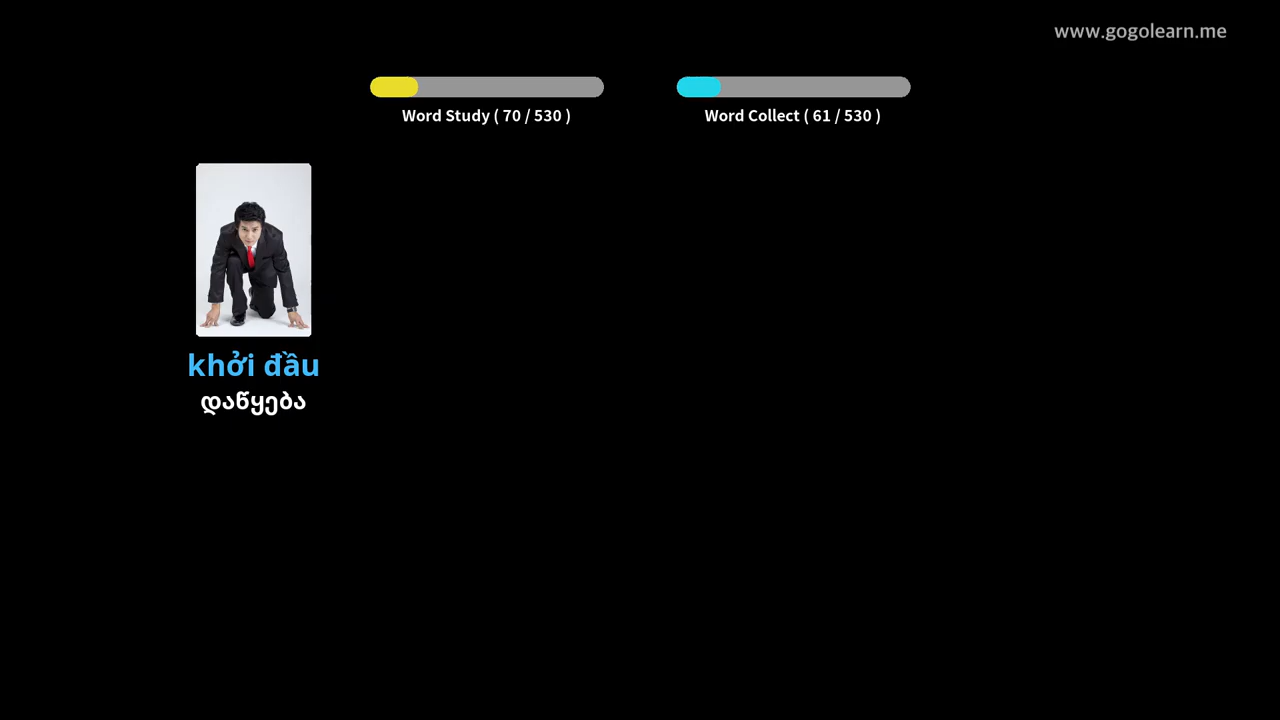 www.gogolearn.me
Word Study ( 70 / 530 )
Word Collect ( 61 / 530 )
khởi đầu
დაწყება